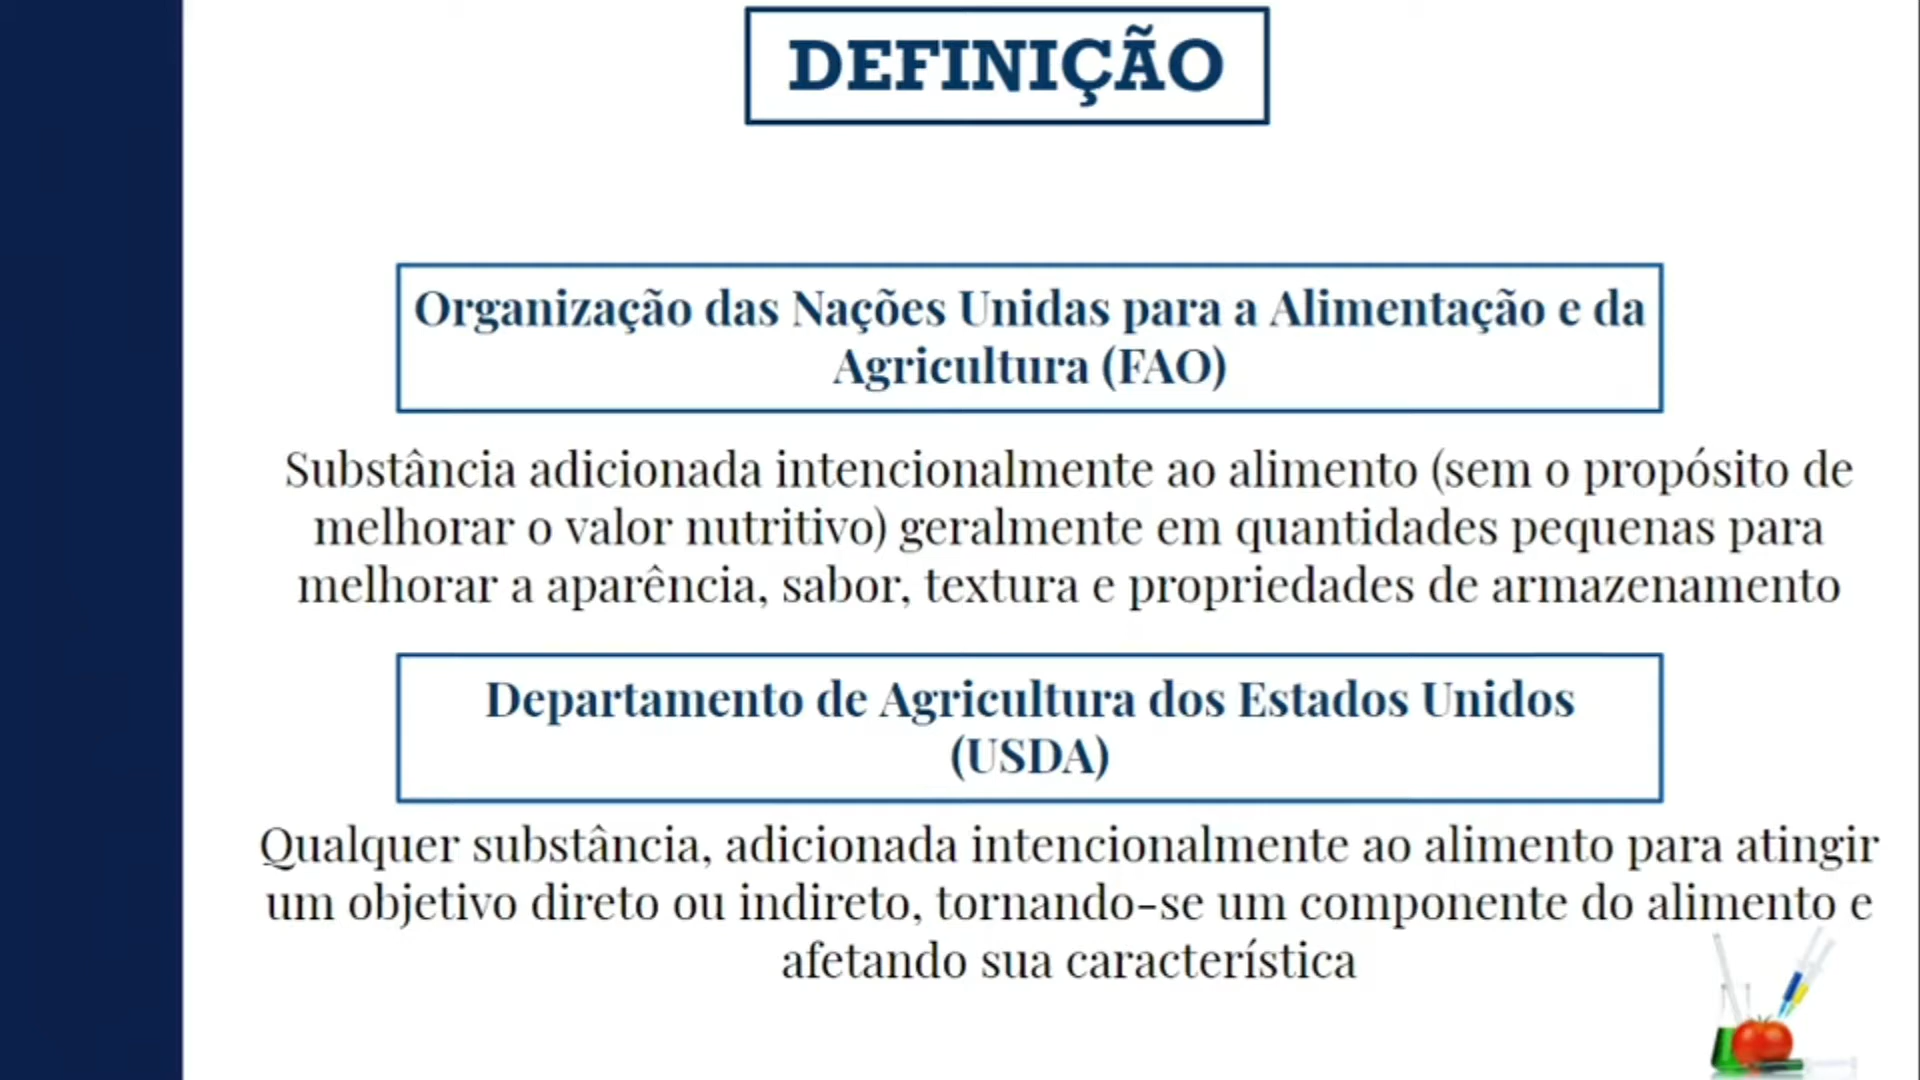 DEFINIÇÃO
Organização das Nações Unidas para a Alimentação e da
Agricultura (FAO)
Substância adicionada intencionalmente ao alimento (sem o propósito de
melhorar o valor nutritivo) geralmente em quantidades pequenas para
melhorar a aparência, sabor, textura e propriedades de armazenamento
Departamento de Agricultura dos Estados Unidos
(USDA)
Qualquer substância, adicionada intencionalmente ao alimento para atingir
um objetivo direto ou indireto, tornando-se um componente do alimento e
afetando sua característica